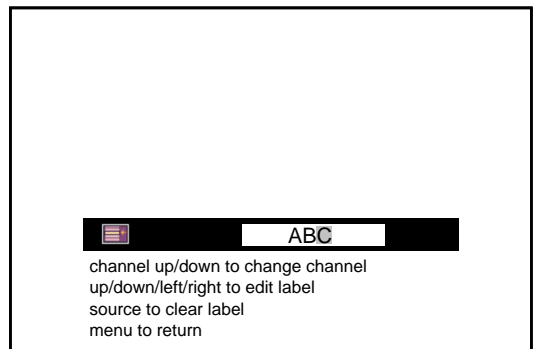 ABC
channel up/down to change channel
up/down/left/right to edit label
source to clear label
menu to return